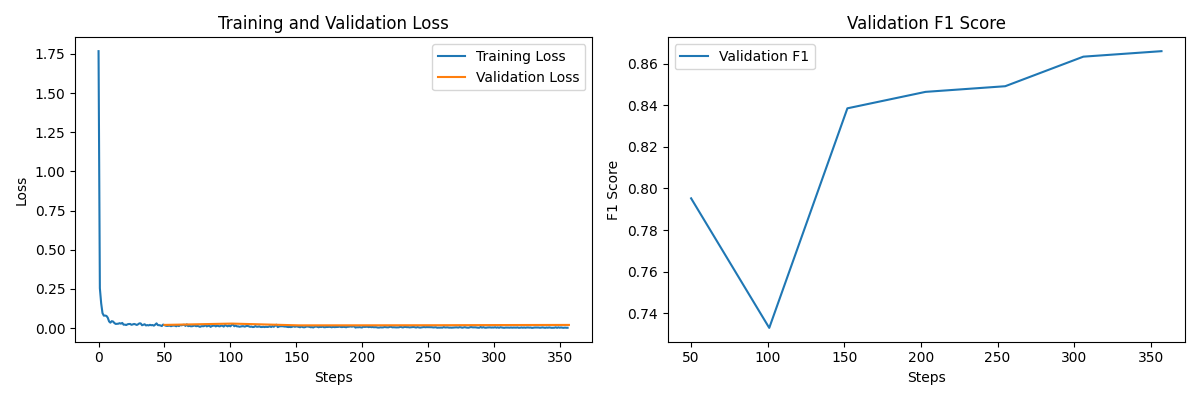 Training and Validation Loss
Training Loss
Validation Loss
1.75
1.50
1.25
1.00
0.75
0.50
0.25
0.00
Loss
0 50 100 150 200 250 300 350
Steps
Validation F1 Score
Validation F1
0.86
0.84
0.82
0.80
0.78
0.76
0.74
F1 Score
50 100 150 200 250 300 350
Steps